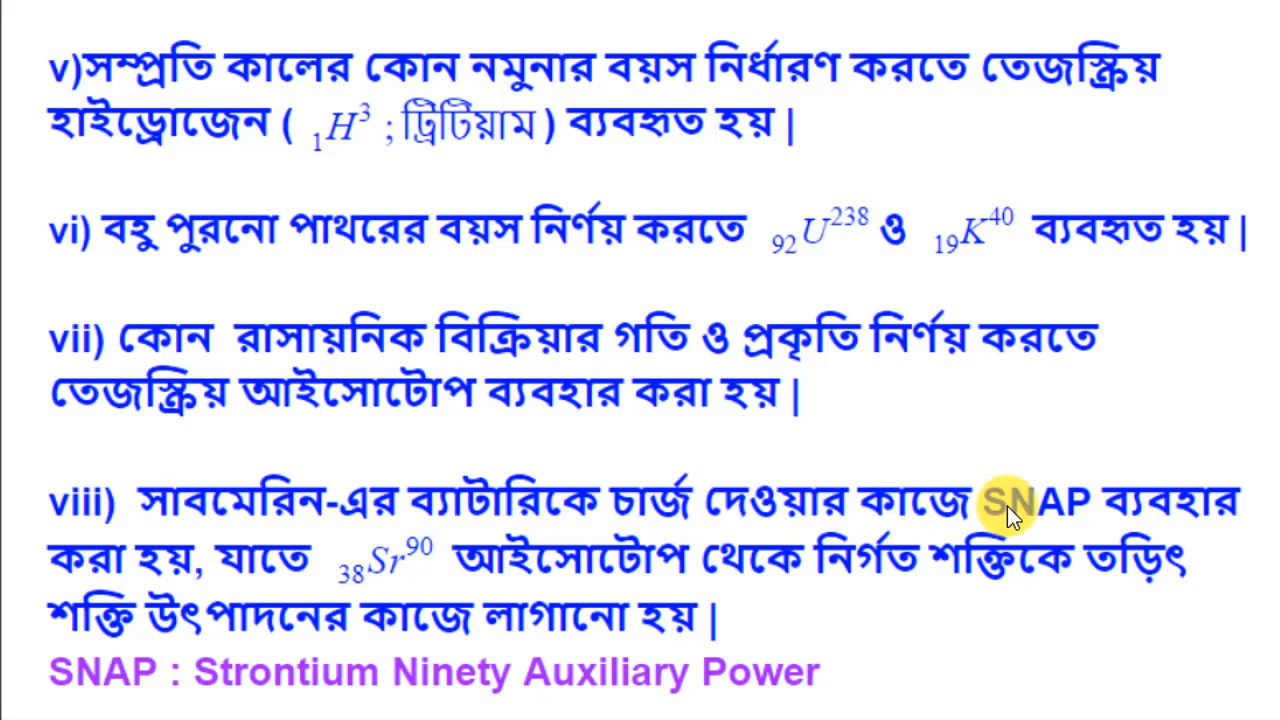 v)সম্প্রতি কালের কোন নমুনার বয়স নির্ধারণ করতে তেজস্ক্রিয়
হাইড্রোজেন ( ₁H³ ; ট্রিটিয়াম ) ব্যবহৃত হয় |
vi) বহু পুরনো পাথরের বয়স নির্ণয় করতে ₉₂U²³⁸ ও ₁₉K⁴⁰ ব্যবহৃত হয় |
vii) কোন রাসায়নিক বিক্রিয়ার গতি ও প্রকৃতি নির্ণয় করতে
তেজস্ক্রিয় আইসোটোপ ব্যবহার করা হয় |
viii) সাবমেরিন-এর ব্যাটারিকে চার্জ দেওয়ার কাজে SNAP ব্যবহার
করা হয়, যাতে ₃₈Sr⁹⁰ আইসোটোপ থেকে নির্গত শক্তিকে তড়িৎ
শক্তি উৎপাদনের কাজে লাগানো হয় |
SNAP : Strontium Ninety Auxiliary Power